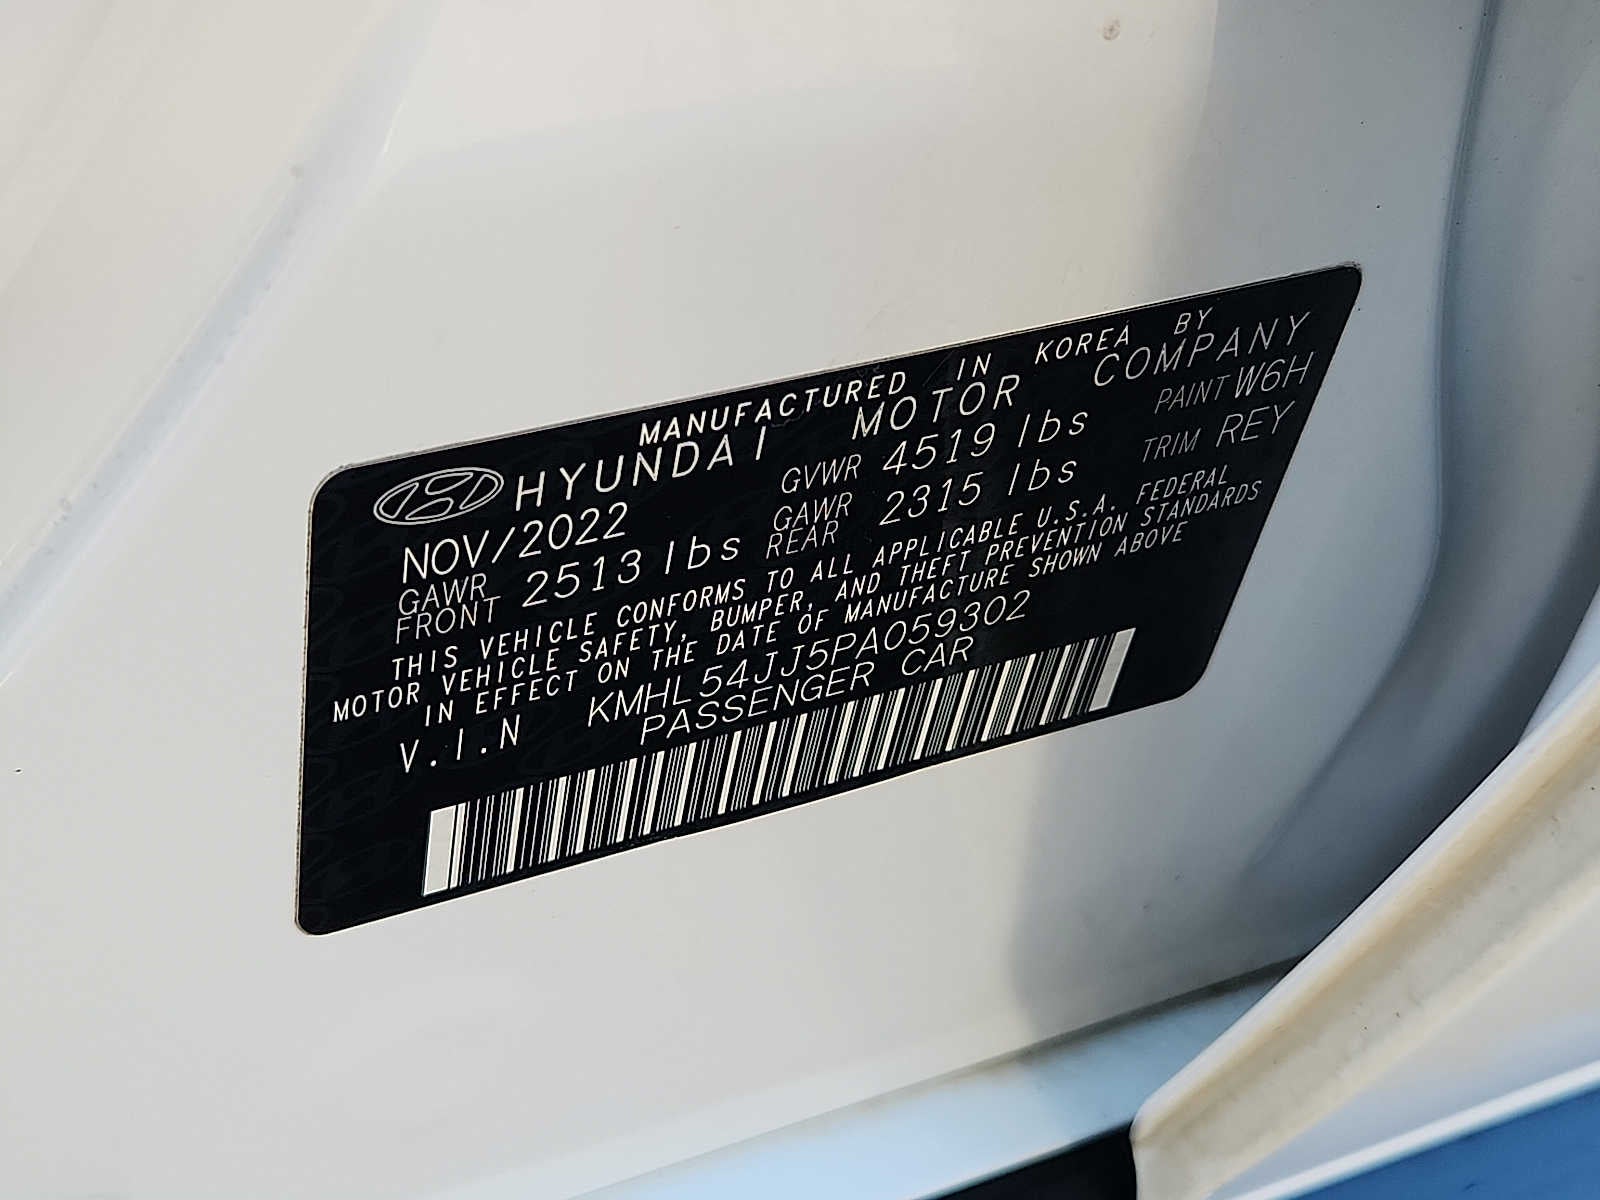 MANUFACTURED IN KOREA BY
HYUNDAI MOTOR COMPANY
NOV/2022 GVWR 4519 lbs PAINT W6H
GAWR FRONT 2513 lbs GAWR REAR 2315 lbs TRIM REY
THIS VEHICLE CONFORMS TO ALL APPLICABLE U.S.A. FEDERAL
MOTOR VEHICLE SAFETY, BUMPER, AND THEFT PREVENTION STANDARDS
IN EFFECT ON THE DATE OF MANUFACTURE SHOWN ABOVE
V.I.N KMHL54JJ5PA059302
PASSENGER CAR